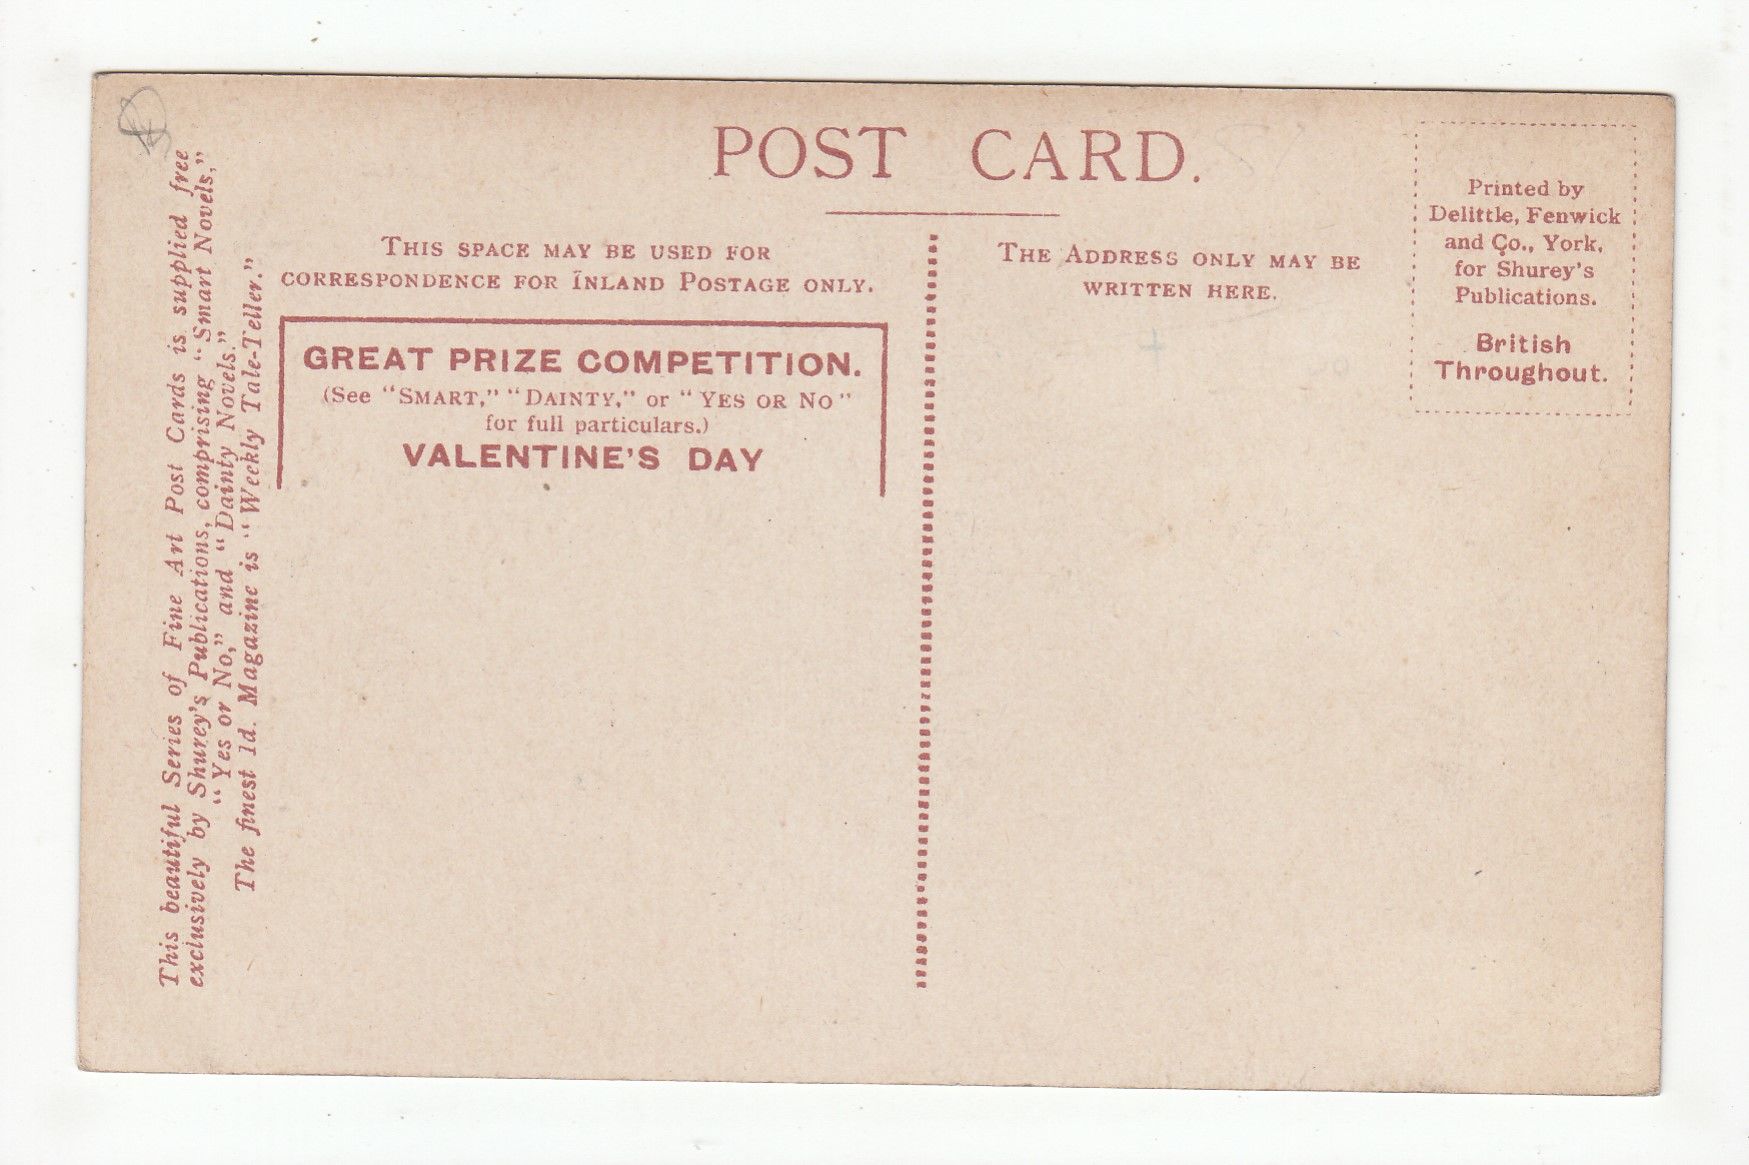 POST CARD.
This beautiful Series of Fine Art Post Cards is supplied free
exclusively by Shurey's Publications, comprising "Smart Novels,"
"Yes or No," and "Dainty Novels."
The finest 1d. Magazine is "Weekly Tale-Teller."
THIS SPACE MAY BE USED FOR
CORRESPONDENCE FOR INLAND POSTAGE ONLY.
GREAT PRIZE COMPETITION.
(See "SMART," "DAINTY," or "YES OR NO"
for full particulars.)
VALENTINE'S DAY
THE ADDRESS ONLY MAY BE
WRITTEN HERE.
Printed by
Delittle, Fenwick
and Co., York,
for Shurey's
Publications.
British
Throughout.